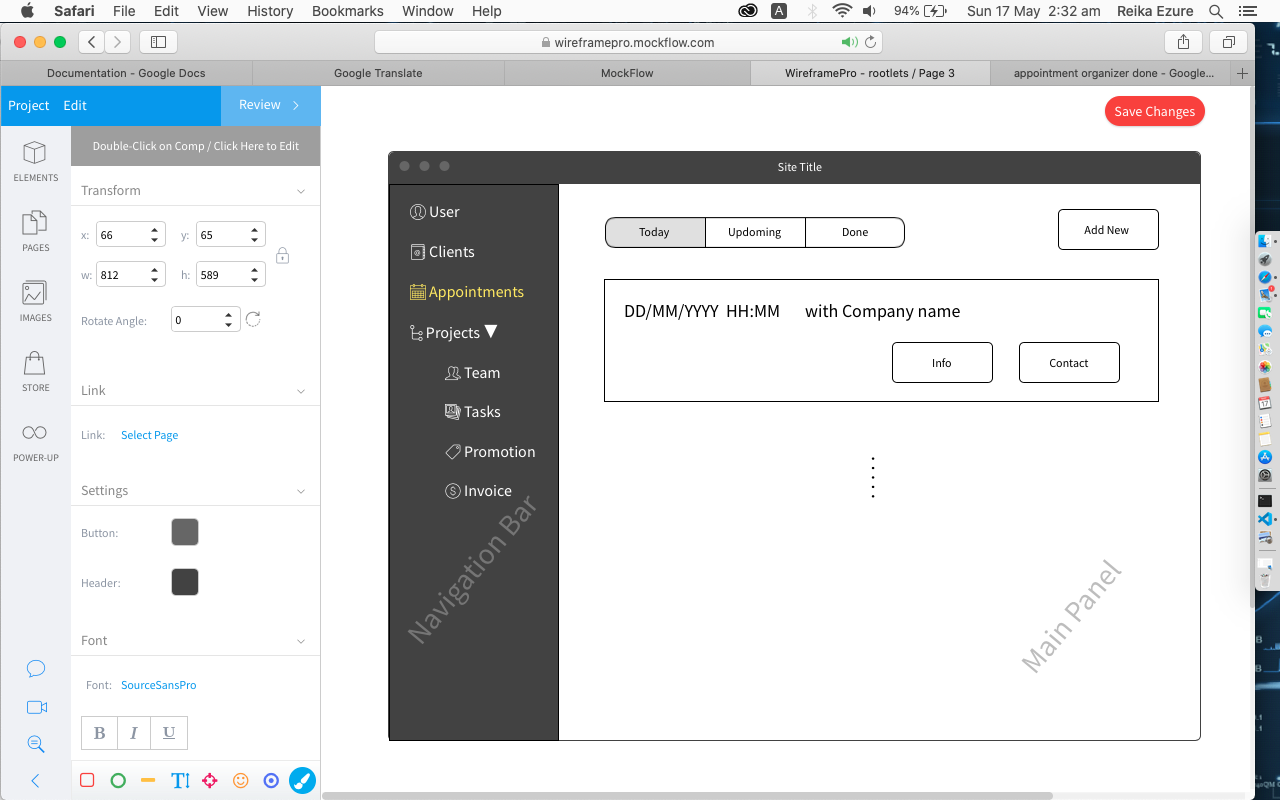 Safari File Edit View History Bookmarks Window Help A 94% Sun 17 May 2:32 am Reika Ezure
wireframepro.mockflow.com
Documentation - Google Docs Google Translate MockFlow WireframePro - rootlets / Page 3 appointment organizer done - Google...
Project Edit Review
Save Changes
Double-Click on Comp / Click Here to Edit
ELEMENTS
PAGES
IMAGES
STORE
POWER-UP
Transform
x: 66 y: 65
w: 812 h: 589
Rotate Angle: 0
Link
Link: Select Page
Settings
Button:
Header:
Font
Font: SourceSansPro
B I U
T
Site Title
User
Clients
Appointments
Projects
Team
Tasks
Promotion
Invoice
Navigation Bar
Today Updoming Done
Add New
DD/MM/YYYY HH:MM with Company name
Info Contact
Main Panel
17